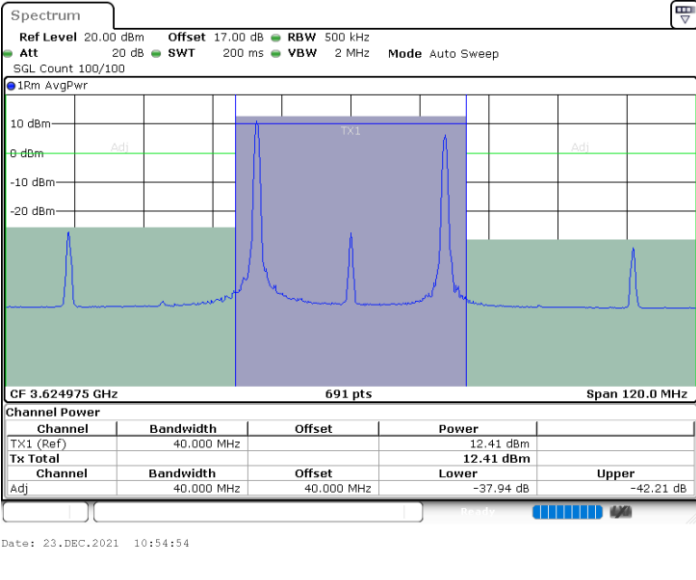 Spectrum
Ref Level 20.00 dBm Offset 17.00 dB RBW 500 kHz
Att 20 dB SWT 200 ms VBW 2 MHz Mode Auto Sweep
SGL Count 100/100
1Rm AvgPwr
10 dBm
TX1
Adj
Adj
0 dBm
-10 dBm
-20 dBm
CF 3.624975 GHz 691 pts Span 120.0 MHz
Channel Power
Channel Bandwidth Offset Power
TX1 (Ref) 40.000 MHz 12.41 dBm
Tx Total 12.41 dBm
Channel Bandwidth Offset Lower Upper
Adj 40.000 MHz 40.000 MHz -37.94 dB -42.21 dB
Ready
Date: 23.DEC.2021 10:54:54